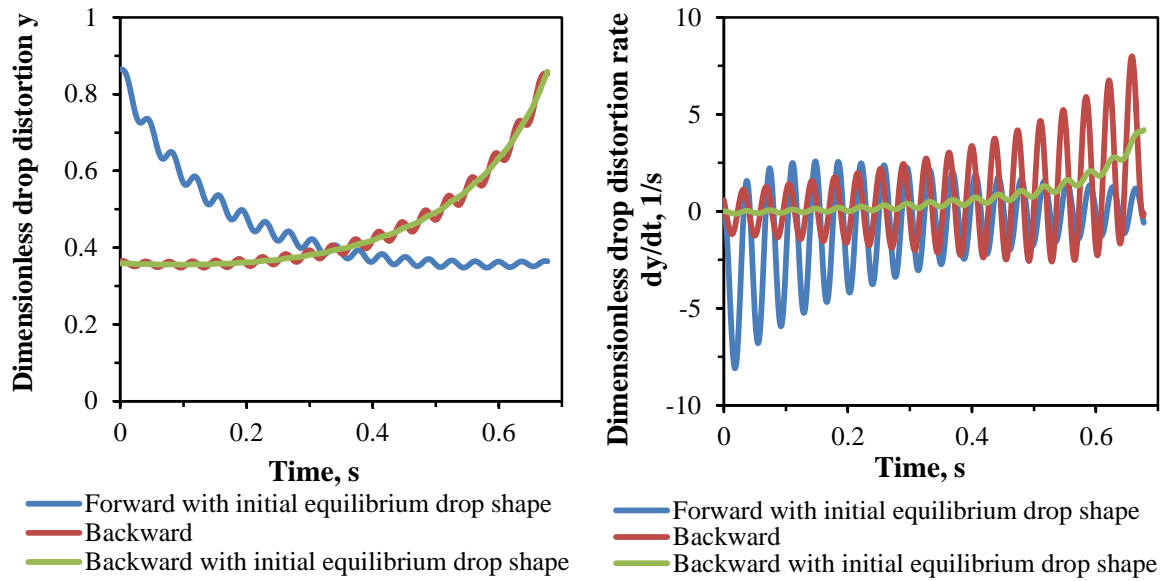 Dimensionless drop distortion y
1
0.8
0.6
0.4
0.2
0
0
0.2
0.4
0.6
Time, s
Forward with initial equilibrium drop shape
Backward
Backward with initial equilibrium drop shape
Dimensionless drop distortion rate
dy/dt, 1/s
10
5
0
-5
-10
0
0.2
0.4
0.6
Time, s
Forward with initial equilibrium drop shape
Backward
Backward with initial equilibrium drop shape